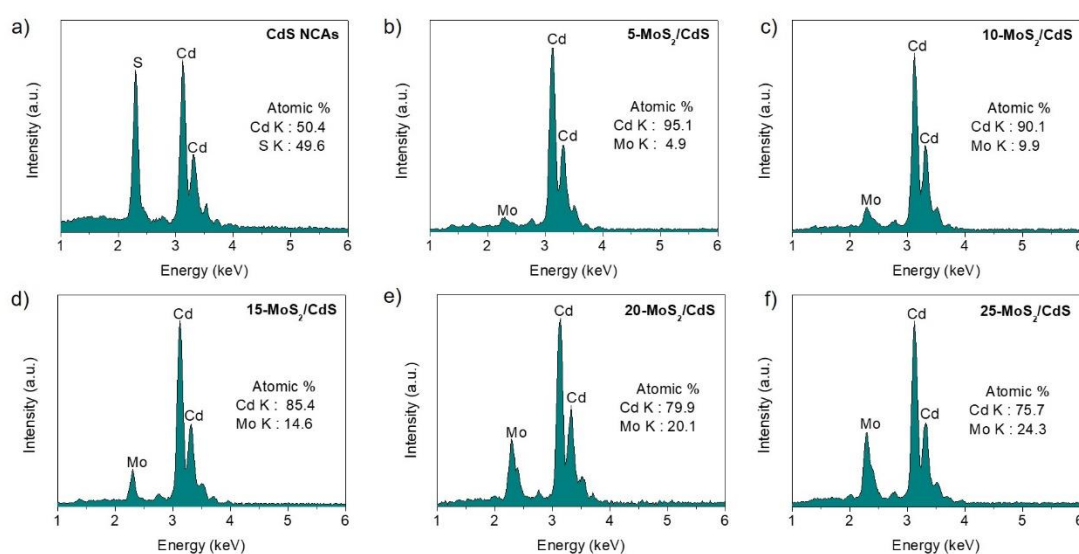 a)
CdS NCAs
S
Cd
Cd
Atomic %
Cd K : 50.4
S K : 49.6
Intensity (a.u.)
1 2 3 4 5 6
Energy (keV)
b)
5-MoS₂/CdS
Cd
Cd
Mo
Atomic %
Cd K : 95.1
Mo K : 4.9
Intensity (a.u.)
1 2 3 4 5 6
Energy (keV)
c)
10-MoS₂/CdS
Cd
Cd
Mo
Atomic %
Cd K : 90.1
Mo K : 9.9
Intensity (a.u.)
1 2 3 4 5 6
Energy (keV)
d)
15-MoS₂/CdS
Cd
Cd
Mo
Atomic %
Cd K : 85.4
Mo K : 14.6
Intensity (a.u.)
1 2 3 4 5 6
Energy (keV)
e)
20-MoS₂/CdS
Cd
Cd
Mo
Atomic %
Cd K : 79.9
Mo K : 20.1
Intensity (a.u.)
1 2 3 4 5 6
Energy (keV)
f)
25-MoS₂/CdS
Cd
Cd
Mo
Atomic %
Cd K : 75.7
Mo K : 24.3
Intensity (a.u.)
1 2 3 4 5 6
Energy (keV)